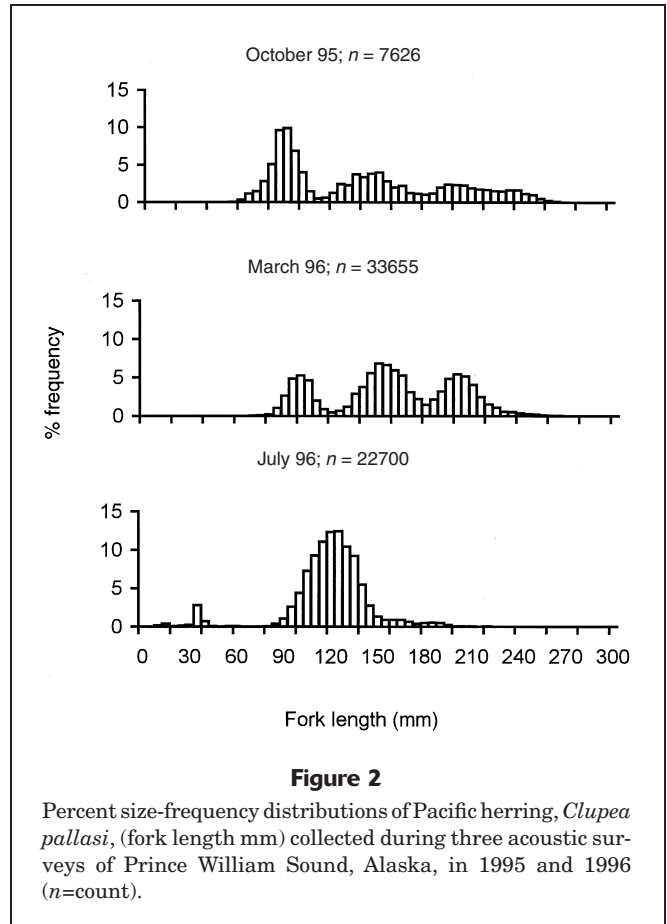 October 95; n = 7626
15
10
5
0
March 96; n = 33655
15
10
5
0
% frequency
July 96; n = 22700
15
10
5
0
0 30 60 90 120 150 180 210 240 270 300
Fork length (mm)
Figure 2
Percent size-frequency distributions of Pacific herring, Clupea
pallasi, (fork length mm) collected during three acoustic sur-
veys of Prince William Sound, Alaska, in 1995 and 1996
(n=count).